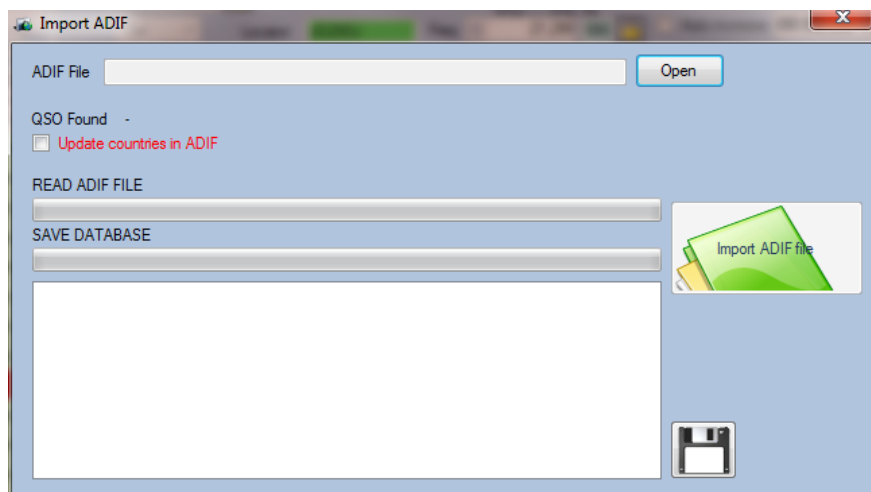 Import ADIF
ADIF File
Open
QSO Found -
Update countries in ADIF
READ ADIF FILE
SAVE DATABASE
Import ADIF file